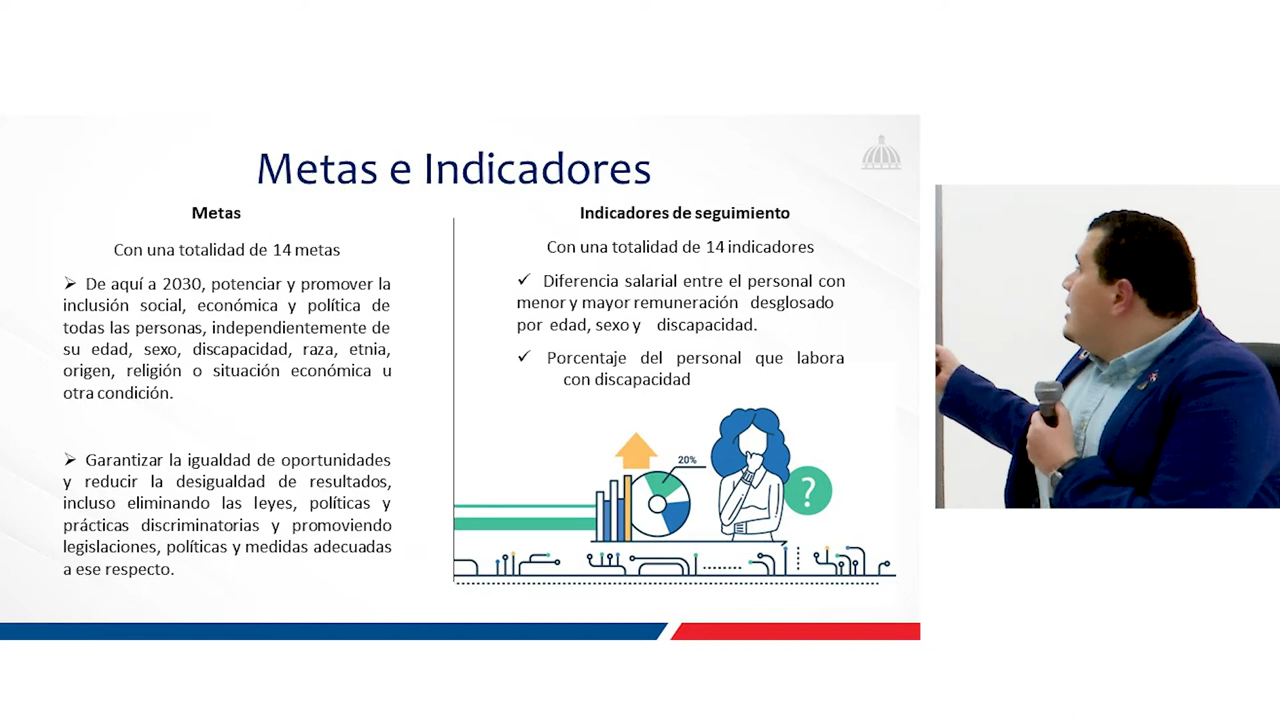 Metas e Indicadores
Metas
Con una totalidad de 14 metas
➢ De aquí a 2030, potenciar y promover la
inclusión social, económica y política de
todas las personas, independientemente de
su edad, sexo, discapacidad, raza, etnia,
origen, religión o situación económica u
otra condición.
➢ Garantizar la igualdad de oportunidades
y reducir la desigualdad de resultados,
incluso eliminando las leyes, políticas y
prácticas discriminatorias y promoviendo
legislaciones, políticas y medidas adecuadas
a ese respecto.
Indicadores de seguimiento
Con una totalidad de 14 indicadores
✓ Diferencia salarial entre el personal con
menor y mayor remuneración desglosado
por edad, sexo y discapacidad.
✓ Porcentaje del personal que labora
con discapacidad
20%
?